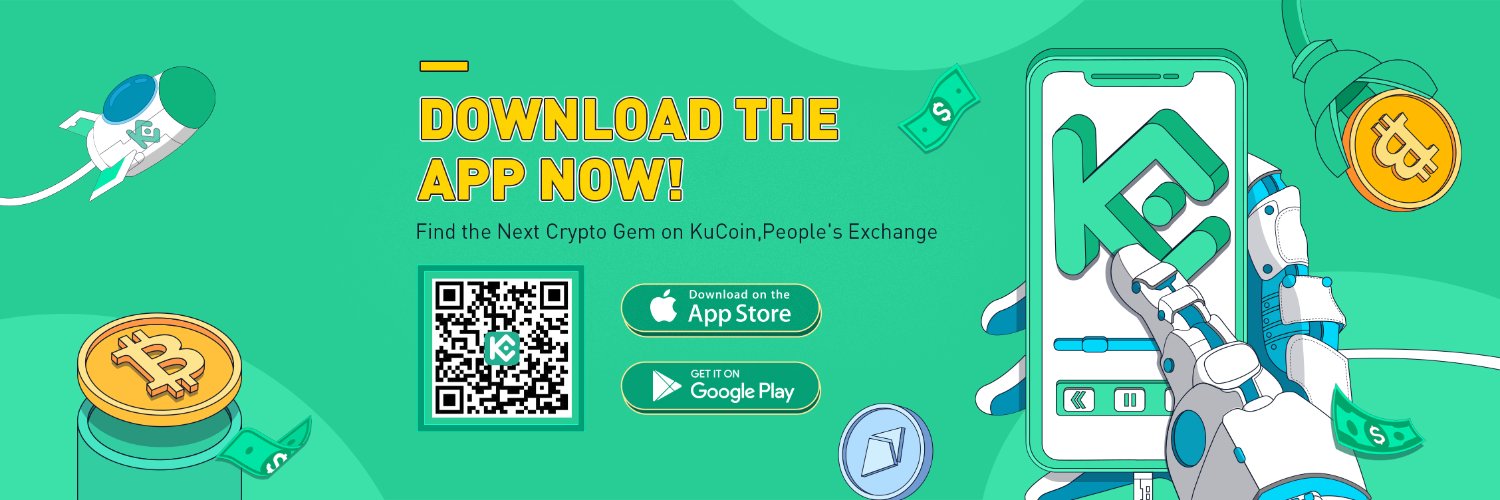 DOWNLOAD THE
APP NOW!
Find the Next Crypto Gem on KuCoin,People's Exchange
Download on the
App Store
GET IT ON
Google Play